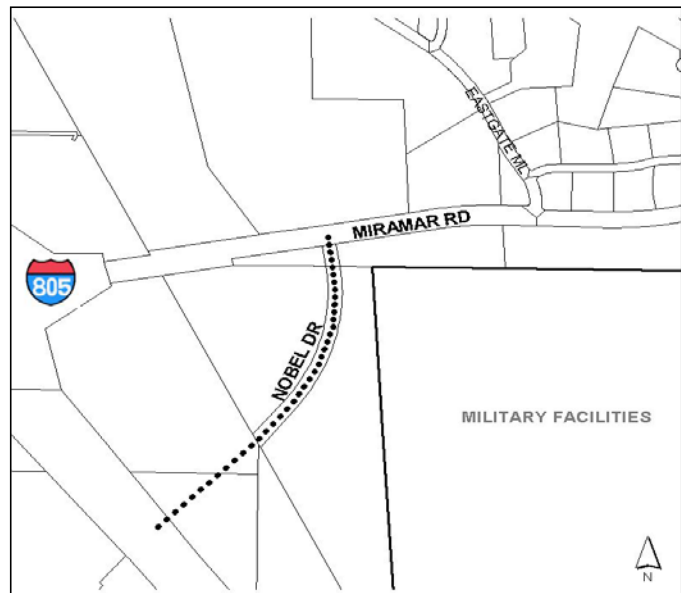 EASTGATE ML
MIRAMAR RD
805
NOBEL DR
MILITARY FACILITIES
N